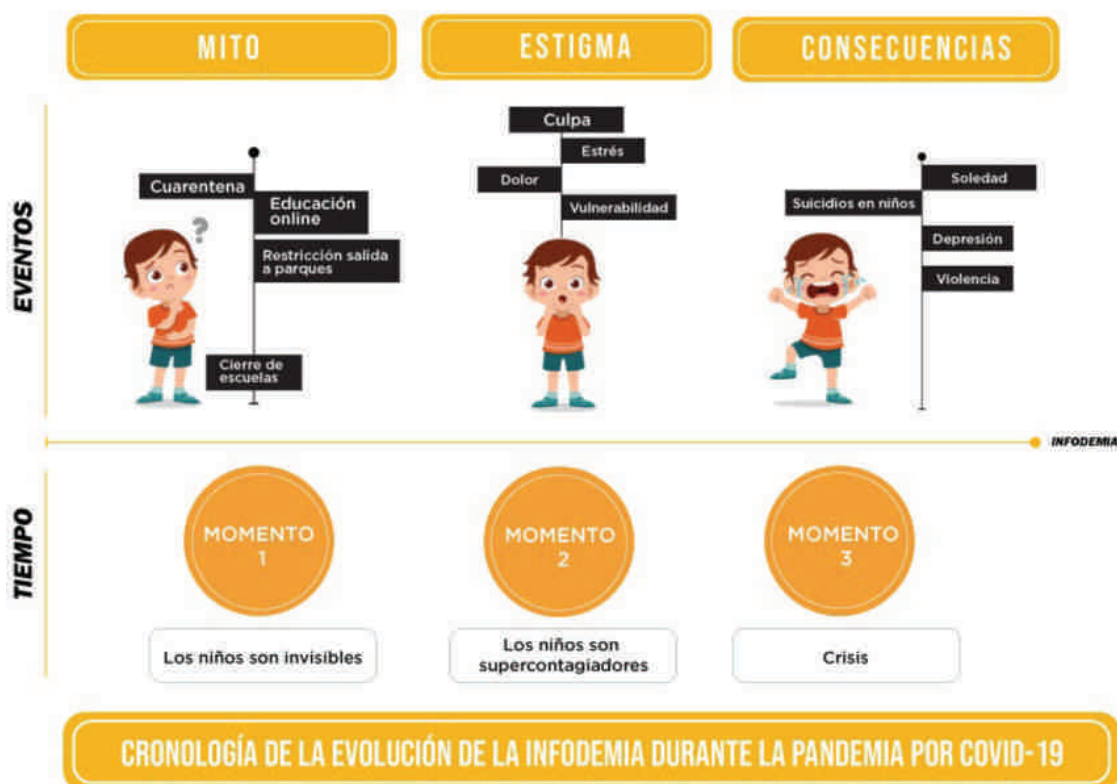 MITO
ESTIGMA
CONSECUENCIAS
EVENTOS
Cuarentena
Educación
online
Restricción salida
a parques
Cierre de
escuelas
?
Culpa
Estrés
Dolor
Vulnerabilidad
Soledad
Suicidios en niños
Depresión
Violencia
INFODEMIA
TIEMPO
MOMENTO
1
Los niños son invisibles
MOMENTO
2
Los niños son
supercontagiadores
MOMENTO
3
Crisis
CRONOLOGÍA DE LA EVOLUCIÓN DE LA INFODEMIA DURANTE LA PANDEMIA POR COVID-19